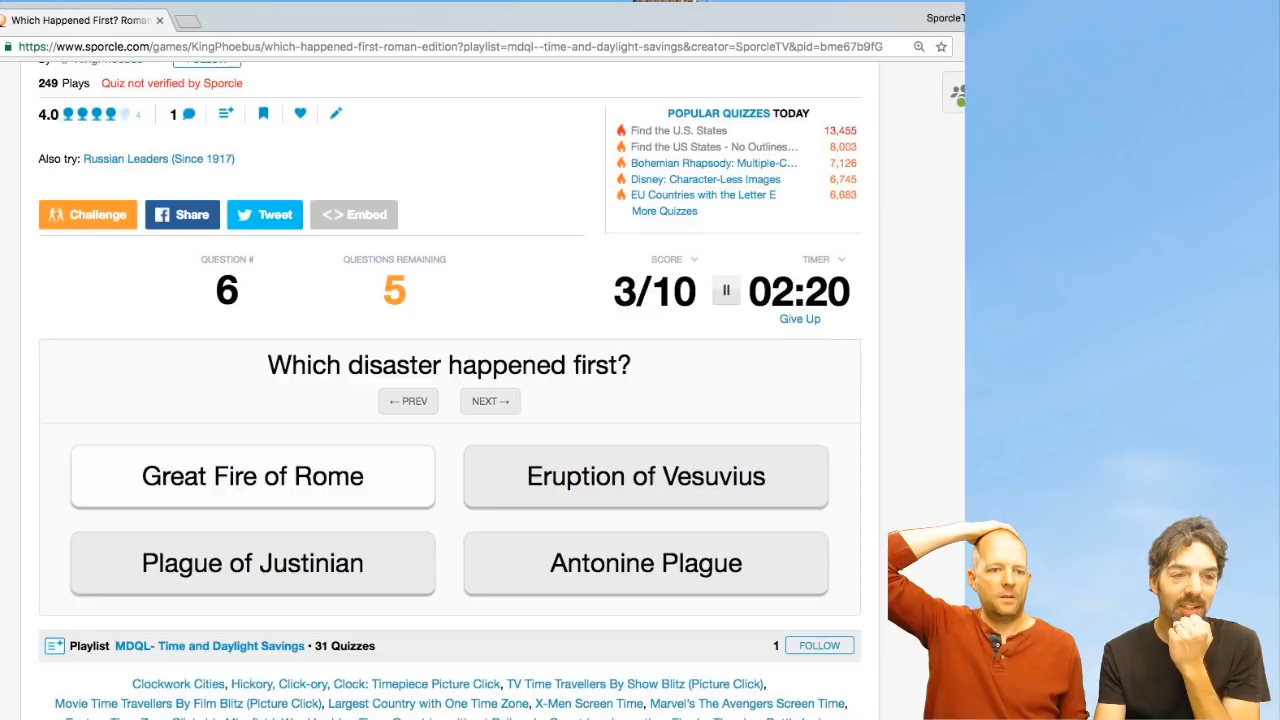 Which Happened First? Roman
SporcleT
https://www.sporcle.com/games/KingPhoebus/which-happened-first-roman-edition?playlist=mdql--time-and-daylight-savings&creator=SporcleTV&pid=bme67b9fG
249 Plays Quiz not verified by Sporcle
4.0 4 1
POPULAR QUIZZES TODAY
Find the U.S. States 13,455
Find the US States - No Outlines... 8,003
Bohemian Rhapsody: Multiple-C... 7,126
Disney: Character-Less Images 6,745
EU Countries with the Letter E 6,683
More Quizzes
Also try: Russian Leaders (Since 1917)
Challenge Share Tweet <> Embed
QUESTION # QUESTIONS REMAINING SCORE TIMER
6 5 3/10 02:20
Give Up
Which disaster happened first?
← PREV NEXT →
Great Fire of Rome Eruption of Vesuvius
Plague of Justinian Antonine Plague
Playlist MDQL- Time and Daylight Savings • 31 Quizzes 1 FOLLOW
Clockwork Cities, Hickory, Click-ory, Clock: Timepiece Picture Click, TV Time Travellers By Show Blitz (Picture Click),
Movie Time Travellers By Film Blitz (Picture Click), Largest Country with One Time Zone, X-Men Screen Time, Marvel's The Avengers Screen Time,